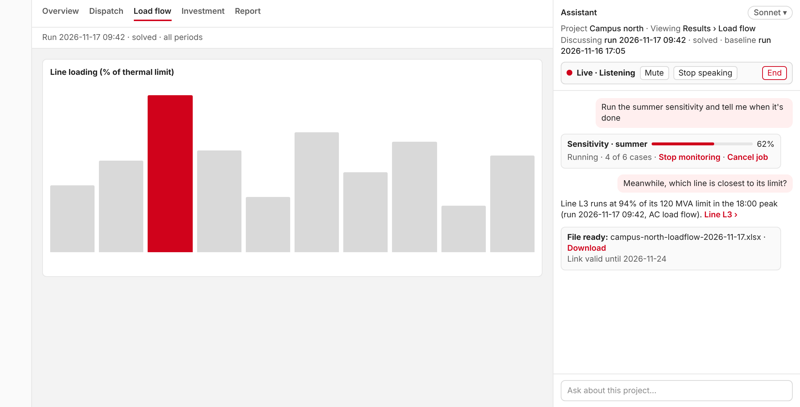 Overview Dispatch Load flow Investment Report
Run 2026-11-17 09:42 · solved · all periods
Line loading (% of thermal limit)
Assistant
Sonnet ▾
Project Campus north · Viewing Results › Load flow
Discussing run 2026-11-17 09:42 · solved · baseline run
2026-11-16 17:05
Live · Listening Mute Stop speaking End
Run the summer sensitivity and tell me when it's
done
Sensitivity · summer 62%
Running · 4 of 6 cases · Stop monitoring · Cancel job
Meanwhile, which line is closest to its limit?
Line L3 runs at 94% of its 120 MVA limit in the 18:00 peak
(run 2026-11-17 09:42, AC load flow). Line L3 ›
File ready: campus-north-loadflow-2026-11-17.xlsx ·
Download
Link valid until 2026-11-24
Ask about this project...